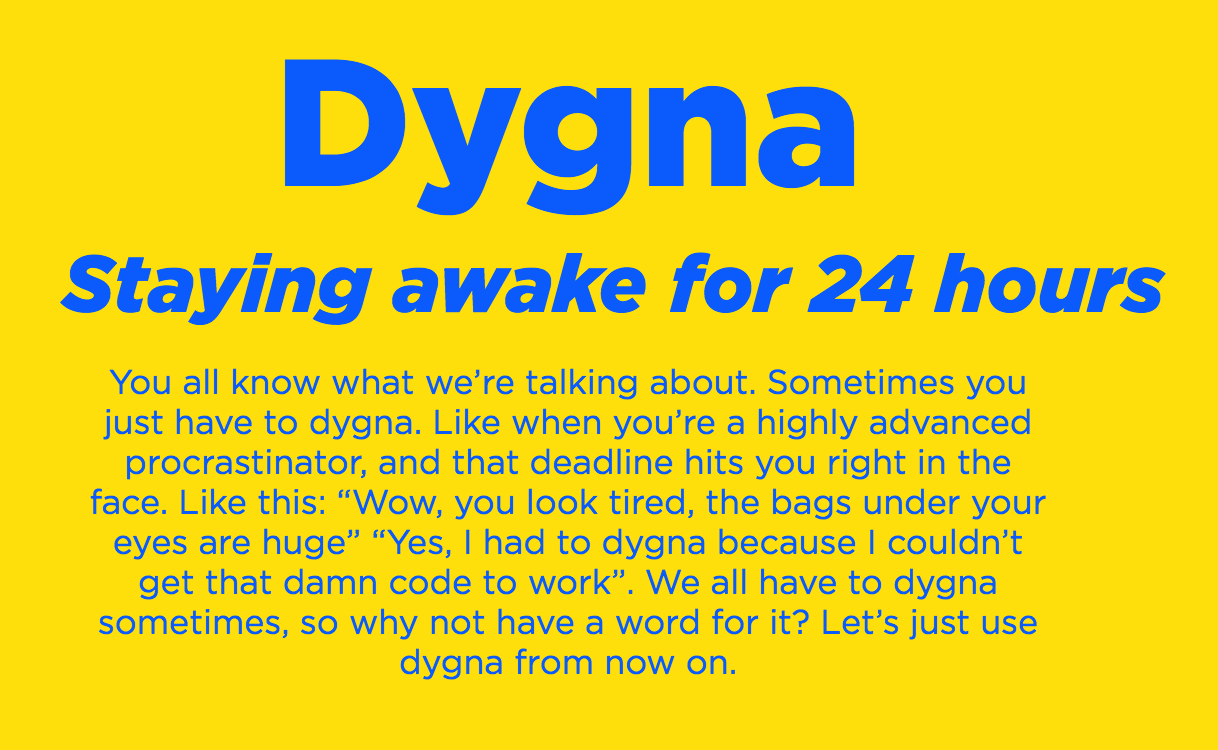 Dygna
Staying awake for 24 hours
You all know what we’re talking about. Sometimes you
just have to dygna. Like when you’re a highly advanced
procrastinator, and that deadline hits you right in the
face. Like this: “Wow, you look tired, the bags under your
eyes are huge” “Yes, I had to dygna because I couldn’t
get that damn code to work”. We all have to dygna
sometimes, so why not have a word for it? Let’s just use
dygna from now on.